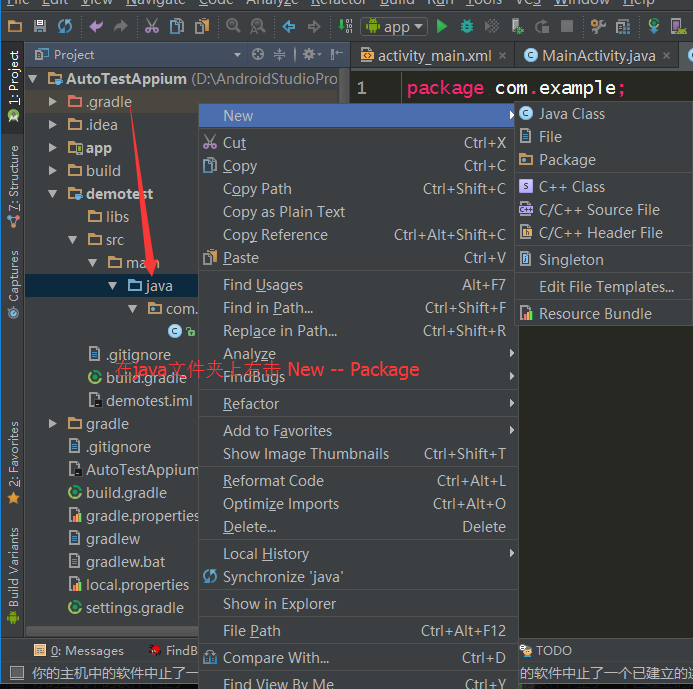 File Edit View Navigate Code Analyze Refactor Build Run Tools VCS Window Help
app
Project
activity_main.xml
MainActivity.java
1: Project
Z: Structure
Captures
2: Favorites
Build Variants
AutoTestAppium (D:\AndroidStudioPro
.gradle
.idea
app
build
demotest
libs
src
main
java
com.
.gitignore
build.gradle
demotest.iml
gradle
.gitignore
AutoTestAppium
build.gradle
gradle.properties
gradlew
gradlew.bat
local.properties
settings.gradle
1 package com.example;
New
Cut Ctrl+X
Copy Ctrl+C
Copy Path Ctrl+Shift+C
Copy as Plain Text
Copy Reference Ctrl+Alt+Shift+C
Paste Ctrl+V
Find Usages Alt+F7
Find in Path... Ctrl+Shift+F
Replace in Path... Ctrl+Shift+R
Analyze
FindBugs
Refactor
Add to Favorites
Show Image Thumbnails Ctrl+Shift+T
Reformat Code Ctrl+Alt+L
Optimize Imports Ctrl+Alt+O
Delete... Delete
Local History
Synchronize 'java'
Show in Explorer
File Path Ctrl+Alt+F12
Compare With... Ctrl+D
Find View By Me Ctrl+Y
Java Class
File
Package
C++ Class
C/C++ Source File
C/C++ Header File
Singleton
Edit File Templates...
Resource Bundle
在java文件夹上右击 New -- Package
0: Messages
FindB
TODO
你的主机中的软件中止了一
的软件中止了一个已建立的